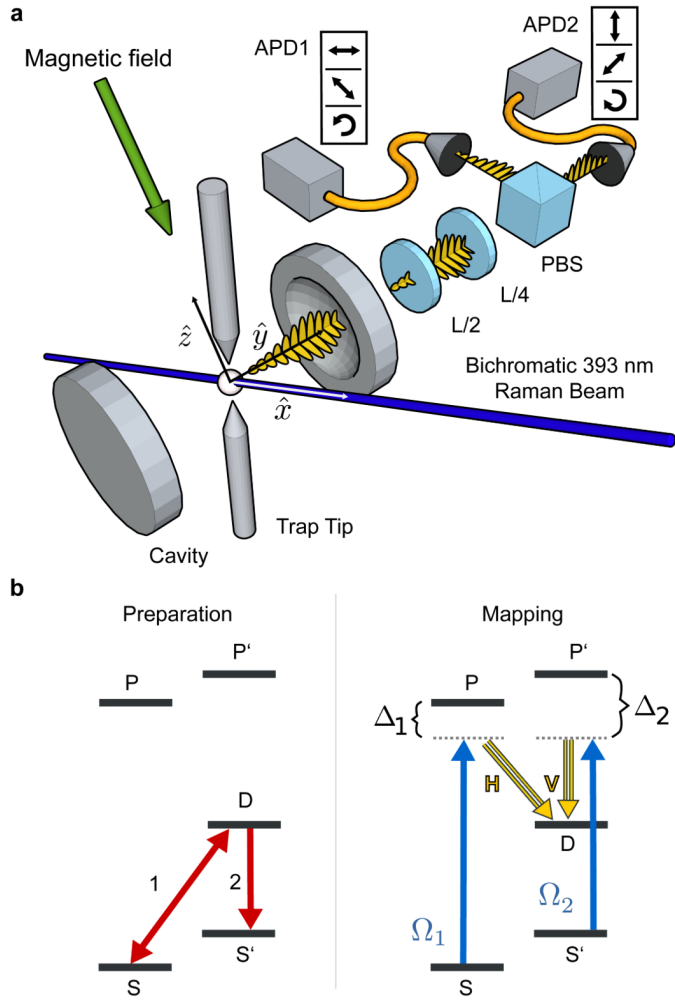 a
APD1
APD2
Magnetic field
PBS
L/4
L/2
ẑ
ŷ
x̂
Bichromatic 393 nm
Raman Beam
Trap Tip
Cavity
b
Preparation
Mapping
P
P‘
D
1
2
S‘
S
P
P‘
Δ₁
Δ₂
H
V
D
Ω₁
Ω₂
S
S‘